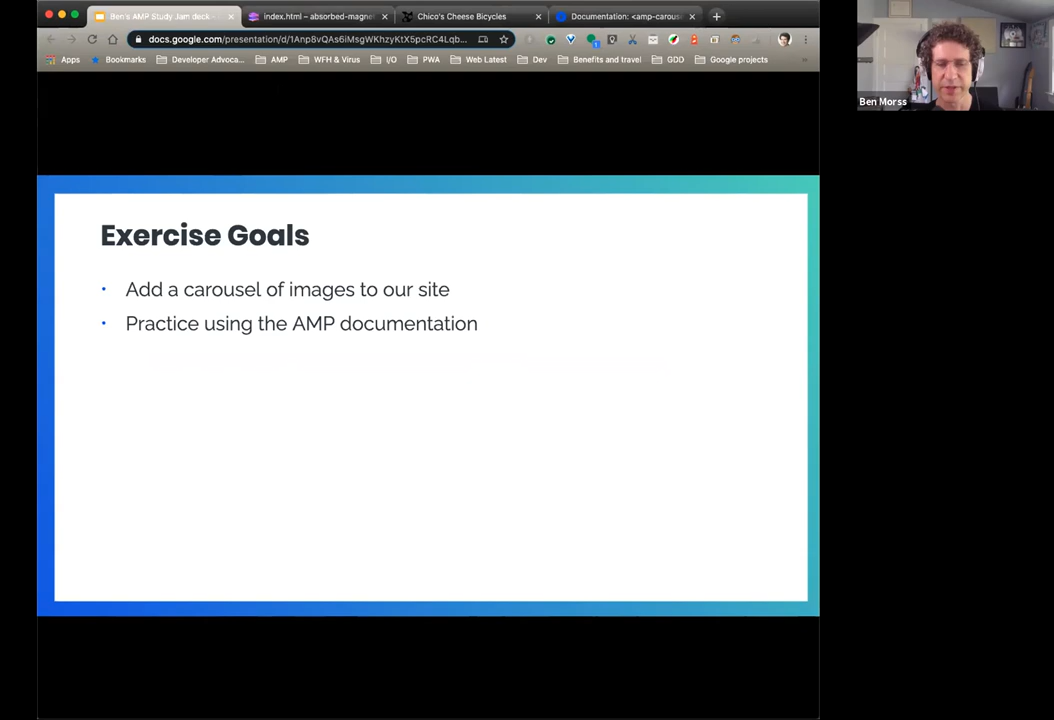 Ben's AMP Study Jam deck -
index.html – absorbed-magnet
Chico's Cheese Bicycles
Documentation: <amp-carous
docs.google.com/presentation/d/1Anp8vQAs6iMsgWKhzyKtX5pcRC4Lqb...
Apps
Bookmarks
Developer Advoca...
AMP
WFH & Virus
I/O
PWA
Web Latest
Dev
Benefits and travel
GDD
Google projects
»
Ben Morss
Exercise Goals
• Add a carousel of images to our site
• Practice using the AMP documentation